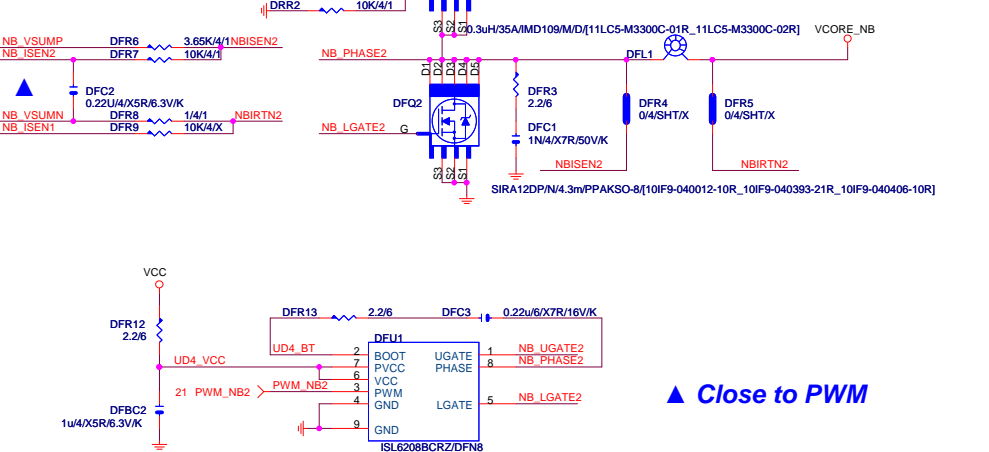 DRR2 10K/4/1
S3 S2 S1
0.3uH/35A/IMD109/M/D/[11LC5-M3300C-01R_11LC5-M3300C-02R]
VCORE_NB
NB_VSUMP DFR6 3.65K/4/1 NBISEN2
NB_ISEN2 DFR7 10K/4/1
NB_PHASE2
DFL1
D1 D2 D3 D4 D5
DFC2
0.22U/4/X5R/6.3V/K
DFR3
2.2/6
DFQ2
DFR4
0/4/SHT/X
DFR5
0/4/SHT/X
NB_VSUMN DFR8 1/4/1 NBIRTN2
NB_ISEN1 DFR9 10K/4/X
NB_LGATE2 G
DFC1
1N/4/X7R/50V/K
NBISEN2 NBIRTN2
S3 S2 S1
SIRA12DP/N/4.3m/PPAKSO-8/[10IF9-040012-10R_10IF9-040393-21R_10IF9-040406-10R]
VCC
DFR12
2.2/6
DFR13 2.2/6 DFC3 0.22u/6/X7R/16V/K
DFU1
UD4_BT 2 BOOT UGATE 1 NB_UGATE2
UD4_VCC 7 PVCC PHASE 8 NB_PHASE2
6 VCC
21 PWM_NB2 PWM_NB2 3 PWM
4 GND LGATE 5 NB_LGATE2
9 GND
ISL6208BCRZ/DFN8
DFBC2
1u/4/X5R/6.3V/K
▲ Close to PWM